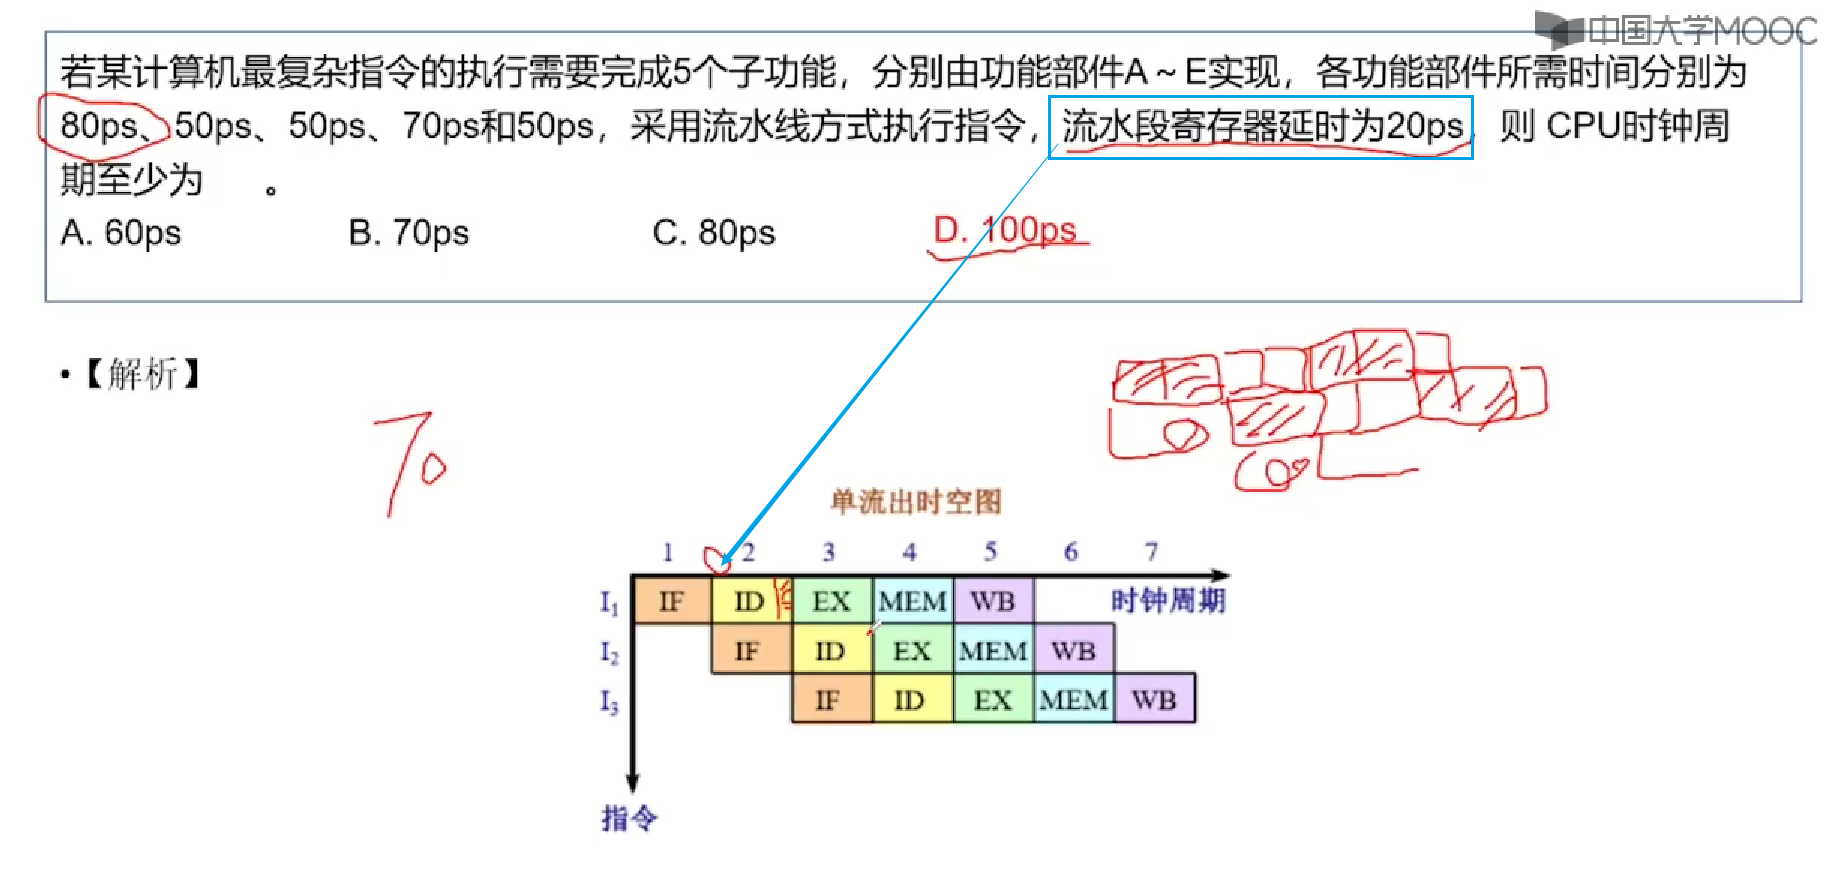 中国大学MOOC
若某计算机最复杂指令的执行需要完成5个子功能，分别由功能部件A～E实现，各功能部件所需时间分别为
80ps、50ps、50ps、70ps和50ps，采用流水线方式执行指令，流水段寄存器延时为20ps，则 CPU时钟周
期至少为 。
A. 60ps B. 70ps C. 80ps D. 100ps
•【解析】
70
单流出时空图
1 2 3 4 5 6 7
I1 IF ID EX MEM WB 时钟周期
I2 IF ID EX MEM WB
I3 IF ID EX MEM WB
指令